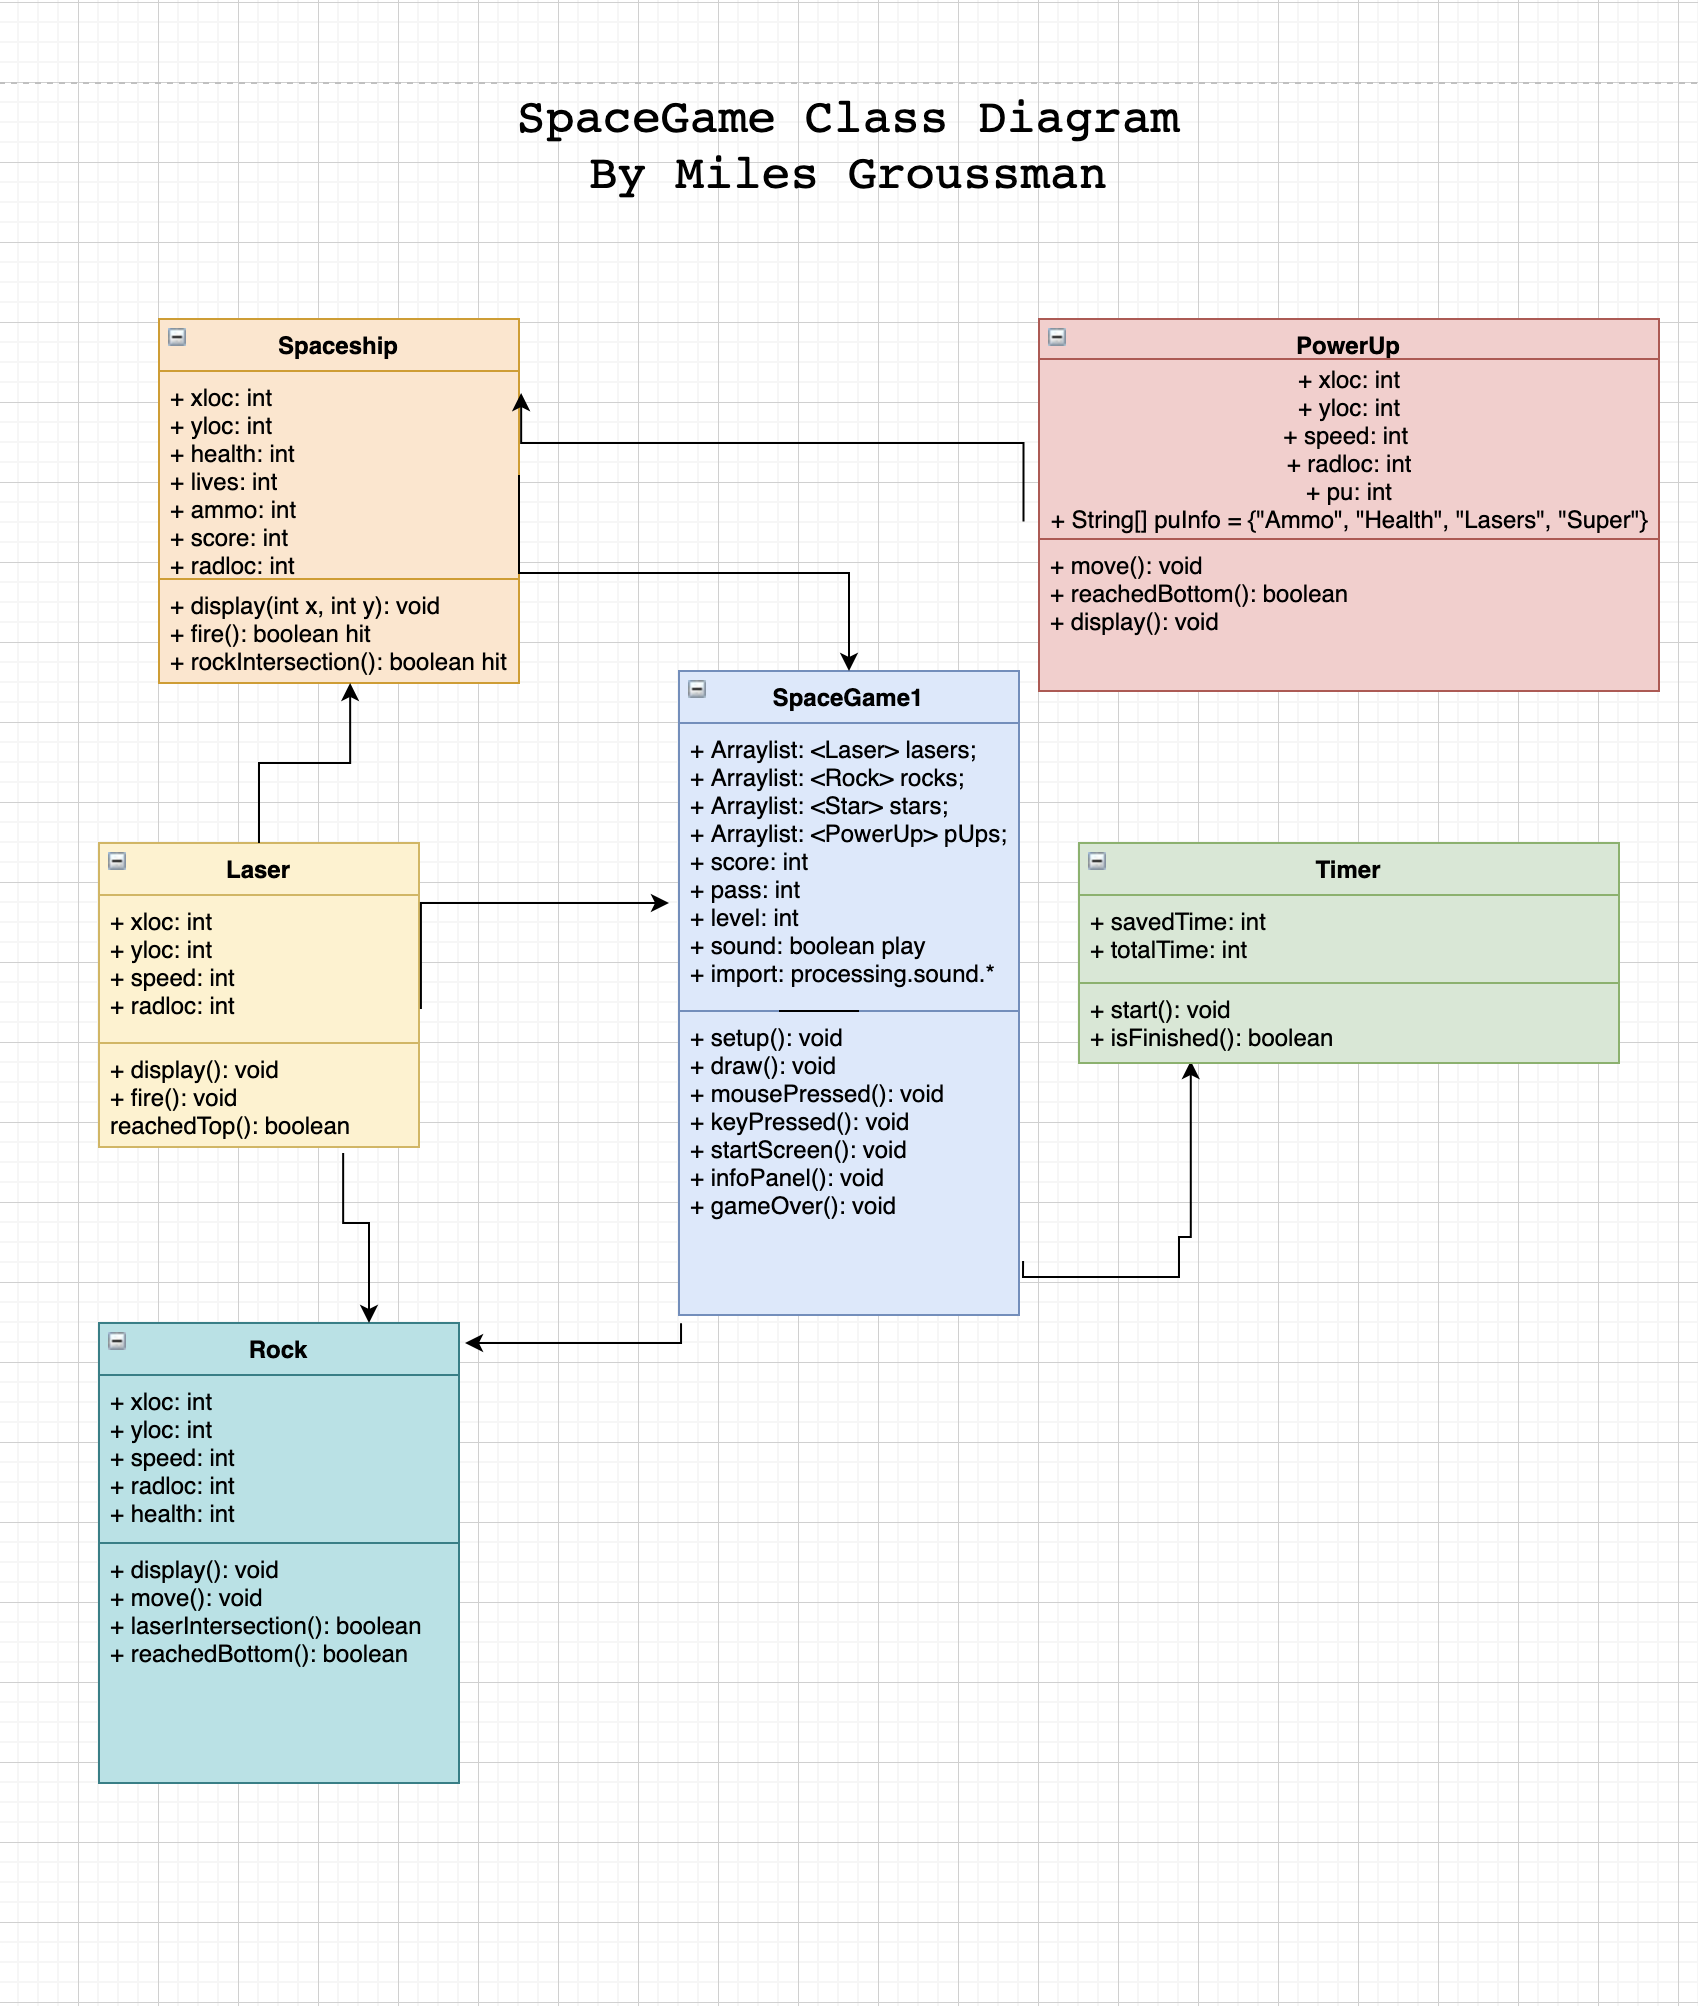 SpaceGame Class Diagram
By Miles Groussman
Spaceship
+ xloc: int
+ yloc: int
+ health: int
+ lives: int
+ ammo: int
+ score: int
+ radloc: int
+ display(int x, int y): void
+ fire(): boolean hit
+ rockIntersection(): boolean hit
PowerUp
+ xloc: int
+ yloc: int
+ speed: int
+ radloc: int
+ pu: int
+ String[] puInfo = {"Ammo", "Health", "Lasers", "Super"}
+ move(): void
+ reachedBottom(): boolean
+ display(): void
SpaceGame1
+ Arraylist: <Laser> lasers;
+ Arraylist: <Rock> rocks;
+ Arraylist: <Star> stars;
+ Arraylist: <PowerUp> pUps;
+ score: int
+ pass: int
+ level: int
+ sound: boolean play
+ import: processing.sound.*
+ setup(): void
+ draw(): void
+ mousePressed(): void
+ keyPressed(): void
+ startScreen(): void
+ infoPanel(): void
+ gameOver(): void
Laser
+ xloc: int
+ yloc: int
+ speed: int
+ radloc: int
+ display(): void
+ fire(): void
reachedTop(): boolean
Timer
+ savedTime: int
+ totalTime: int
+ start(): void
+ isFinished(): boolean
Rock
+ xloc: int
+ yloc: int
+ speed: int
+ radloc: int
+ health: int
+ display(): void
+ move(): void
+ laserIntersection(): boolean
+ reachedBottom(): boolean